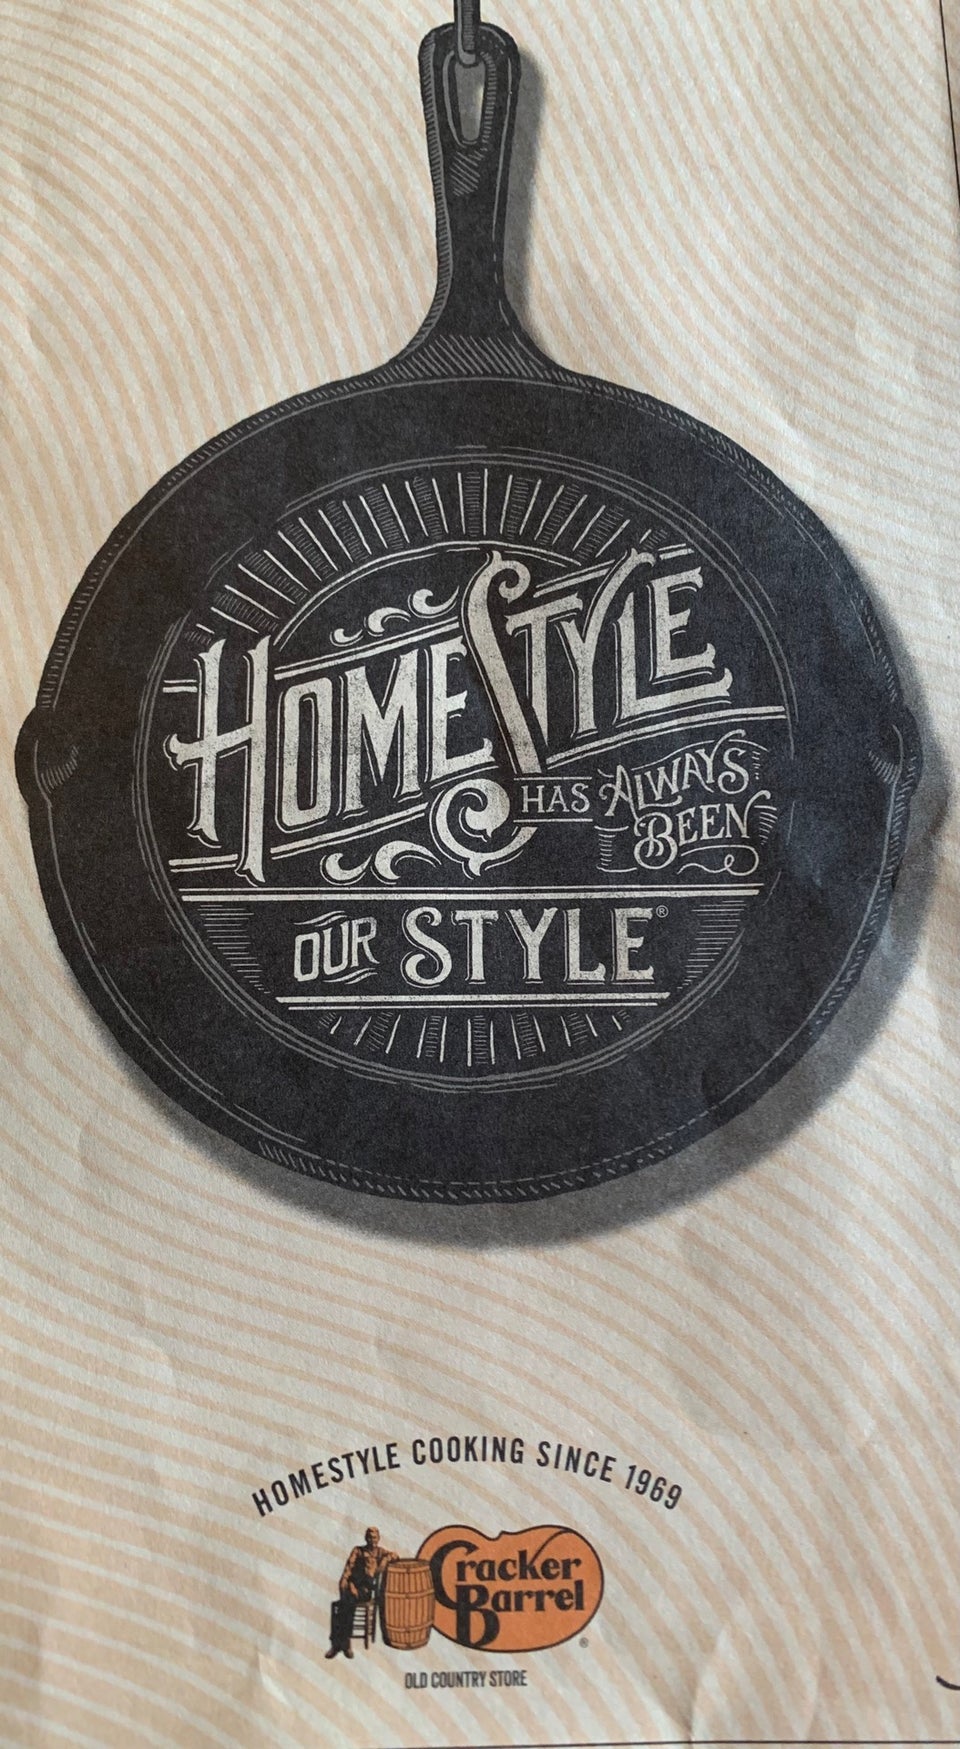 HOMESTYLE
HAS ALWAYS
BEEN
OUR STYLE®
HOMESTYLE COOKING SINCE 1969
Cracker
Barrel®
OLD COUNTRY STORE